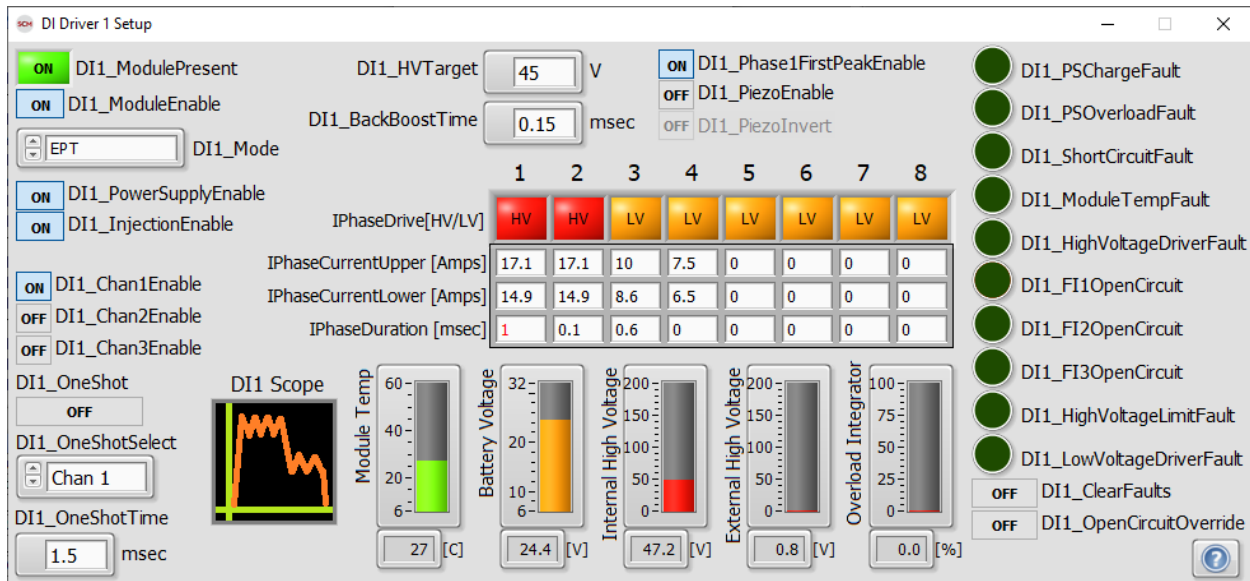 SCM DI Driver 1 Setup
ON DI1_ModulePresent
ON DI1_ModuleEnable
EPT DI1_Mode
ON DI1_PowerSupplyEnable
ON DI1_InjectionEnable
ON DI1_Chan1Enable
OFF DI1_Chan2Enable
OFF DI1_Chan3Enable
DI1_OneShot
OFF
DI1_OneShotSelect
Chan 1
DI1_OneShotTime
1.5 msec
DI1_HVTarget 45 V
DI1_BackBoostTime 0.15 msec
ON DI1_Phase1FirstPeakEnable
OFF DI1_PiezoEnable
OFF DI1_PiezoInvert
1 2 3 4 5 6 7 8
IPhaseDrive[HV/LV] HV HV LV LV LV LV LV LV
IPhaseCurrentUpper [Amps] 17.1 17.1 10 7.5 0 0 0 0
IPhaseCurrentLower [Amps] 14.9 14.9 8.6 6.5 0 0 0 0
IPhaseDuration [msec] 1 0.1 0.6 0 0 0 0 0
DI1 Scope
Module Temp
60
40
20
6
27 [C]
Battery Voltage
32
20
10
6
24.4 [V]
Internal High Voltage
200
150
100
50
0
47.2 [V]
External High Voltage
200
150
100
50
0
0.8 [V]
Overload Integrator
100
75
50
25
0
0.0 [%]
DI1_PSChargeFault
DI1_PSOverloadFault
DI1_ShortCircuitFault
DI1_ModuleTempFault
DI1_HighVoltageDriverFault
DI1_FI1OpenCircuit
DI1_FI2OpenCircuit
DI1_FI3OpenCircuit
DI1_HighVoltageLimitFault
DI1_LowVoltageDriverFault
OFF DI1_ClearFaults
OFF DI1_OpenCircuitOverride
?